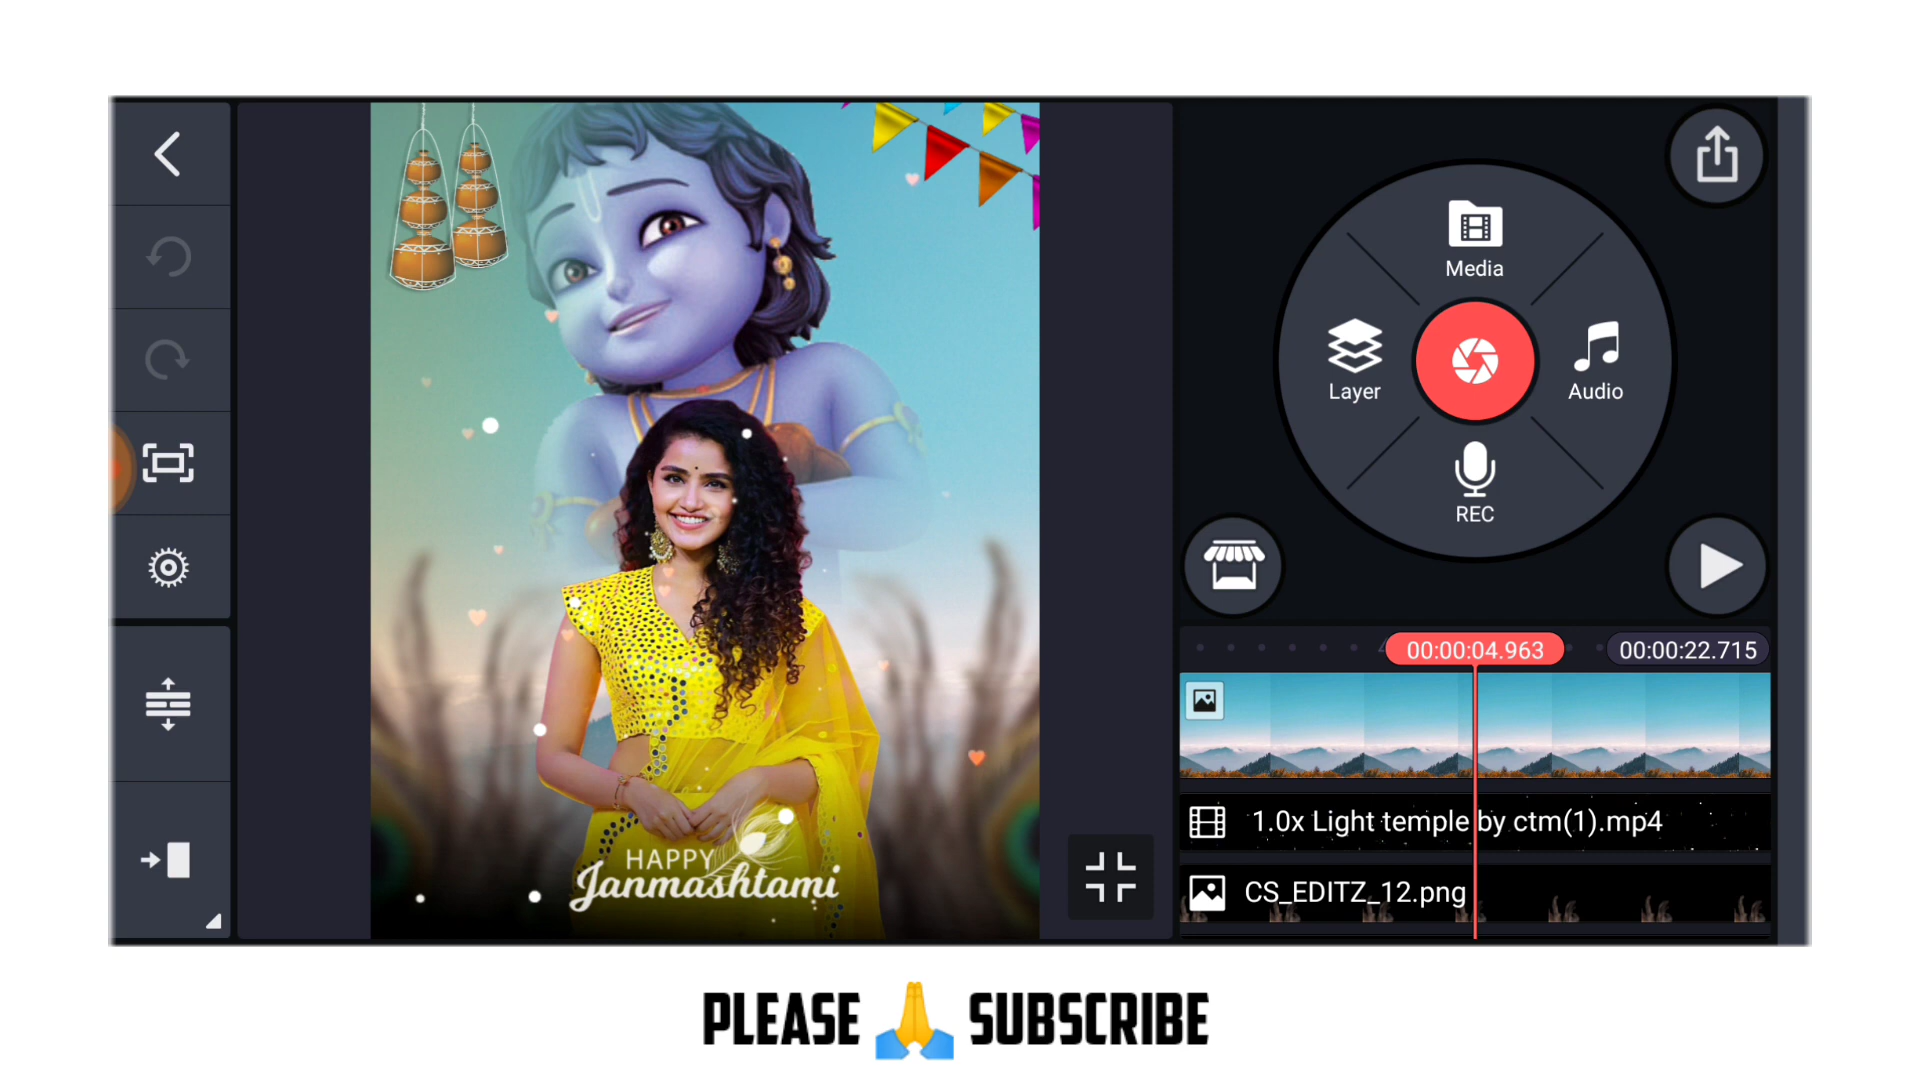 HAPPY
Janmashtami
Media
Layer
Audio
REC
00:00:04.963
00:00:22.715
1.0x Light temple by ctm(1).mp4
CS_EDITZ_12.png
PLEASE 🙏 SUBSCRIBE